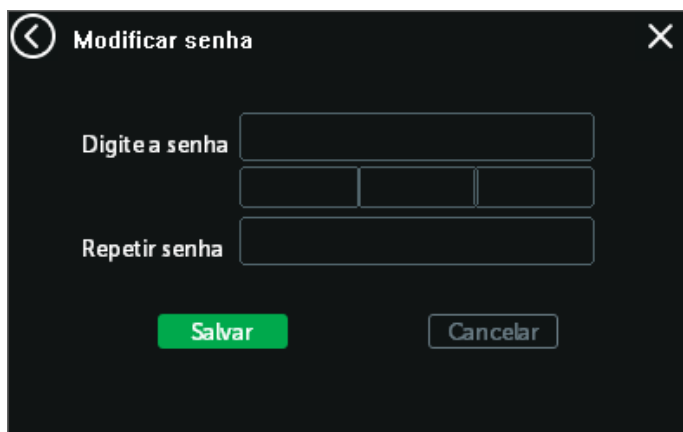 Modificar senha
Digite a senha
Repetir senha
Salvar Cancelar